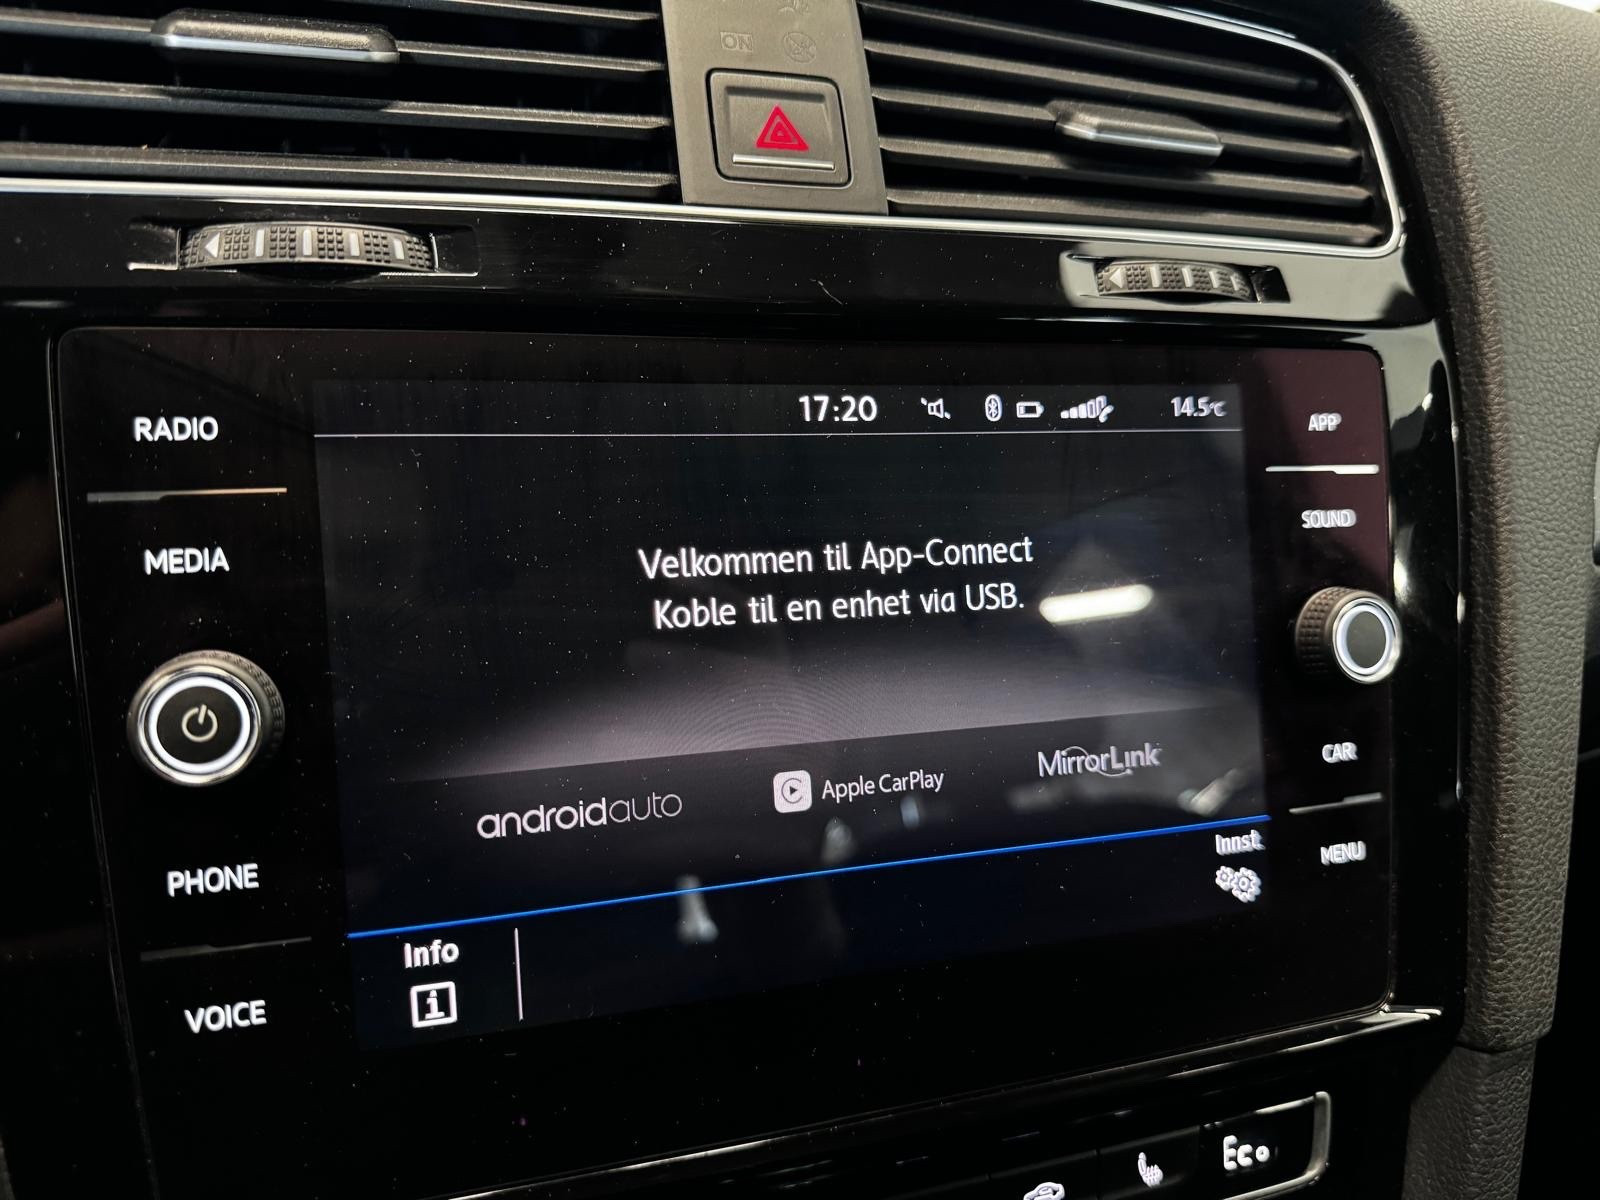 ON
17:20
14.5°C
RADIO
MEDIA
PHONE
VOICE
Velkommen til App-Connect
Koble til en enhet via USB.
androidauto
Apple CarPlay
MirrorLink
Innst.
Info
APP
SOUND
CAR
MENU
Eco